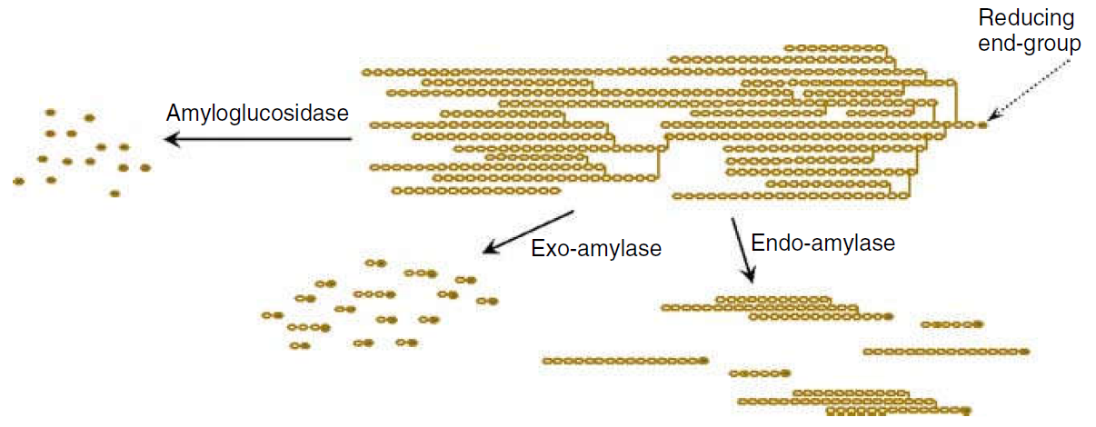 Reducing
end-group
Amyloglucosidase
Exo-amylase
Endo-amylase